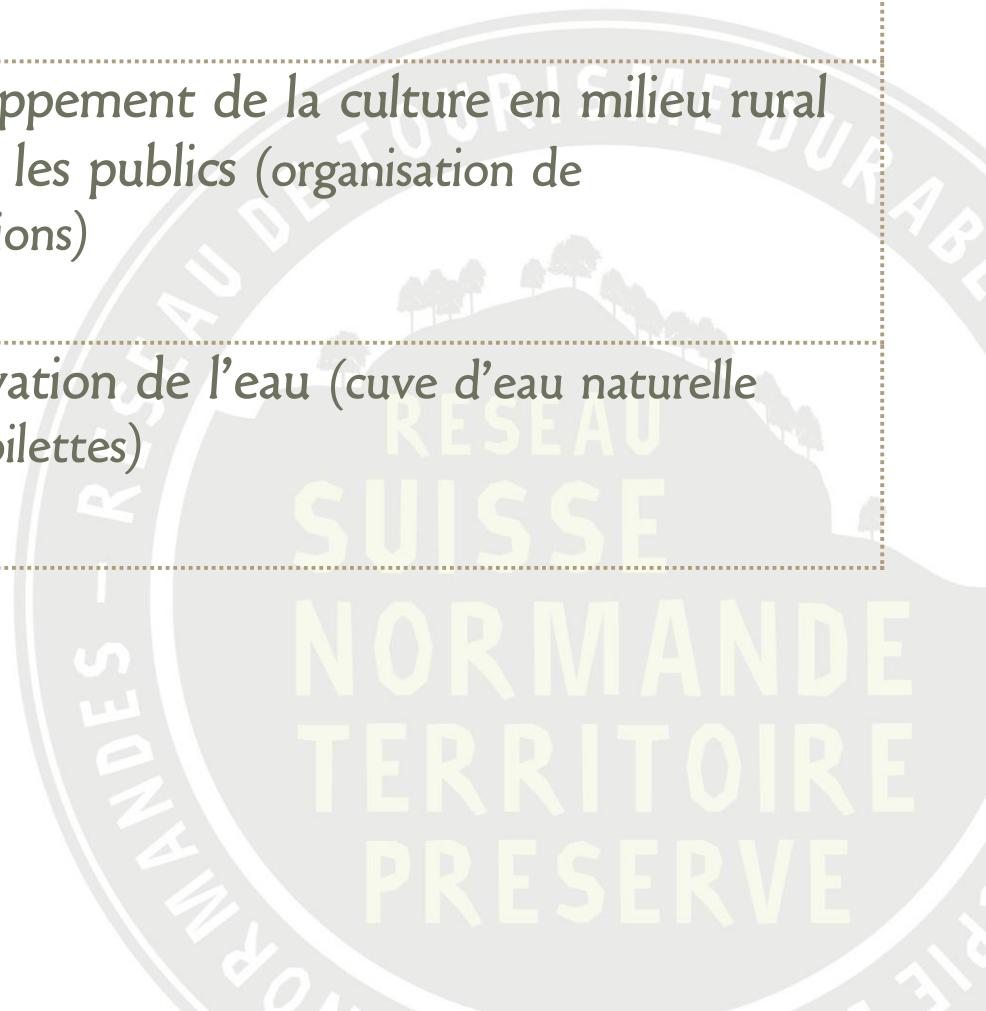 ppement de la culture en milieu rural
les publics (organisation de
ions)
vation de l'eau (cuve d'eau naturelle
oilettes)
RESEAU DE TOURISME DURABLE
RESEAU
SUISSE
NORMANDE
TERRITOIRE
PRESERVE
NORMANDES –